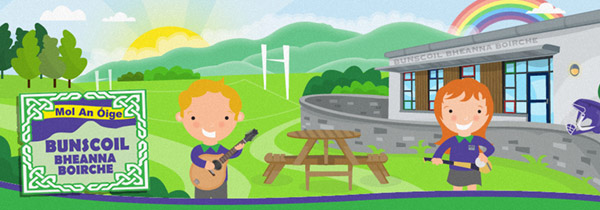 Mol An Óige
BUNSCOIL
BHEANNA
BOIRCHE
BUNSCOIL BHEANNA BOIRCHE